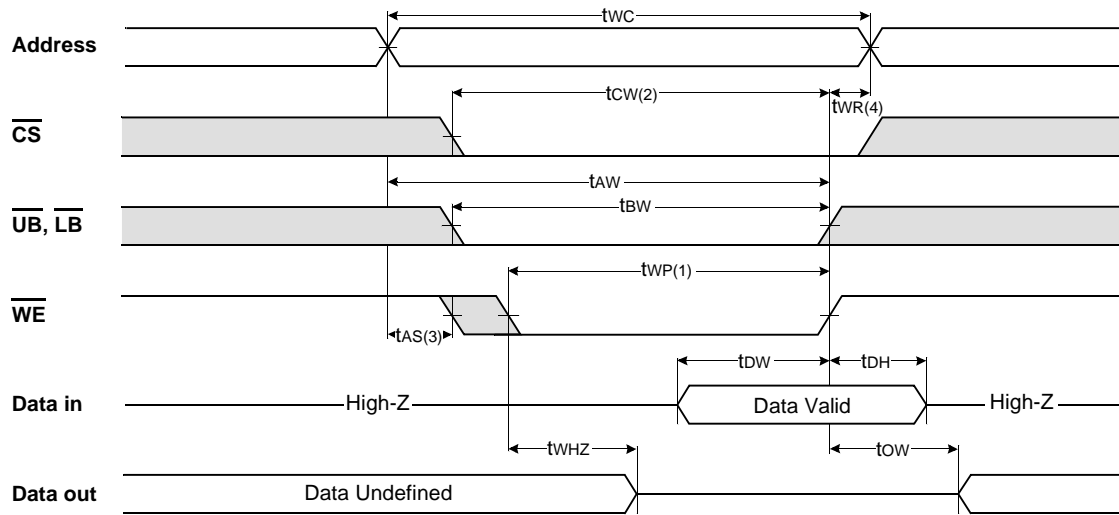 tWC
Address
tCW(2)
tWR(4)
CS
tAW
UB, LB
tBW
tWP(1)
WE
tAS(3)
tDW
tDH
Data in
High-Z
Data Valid
High-Z
tWHZ
tOW
Data out
Data Undefined